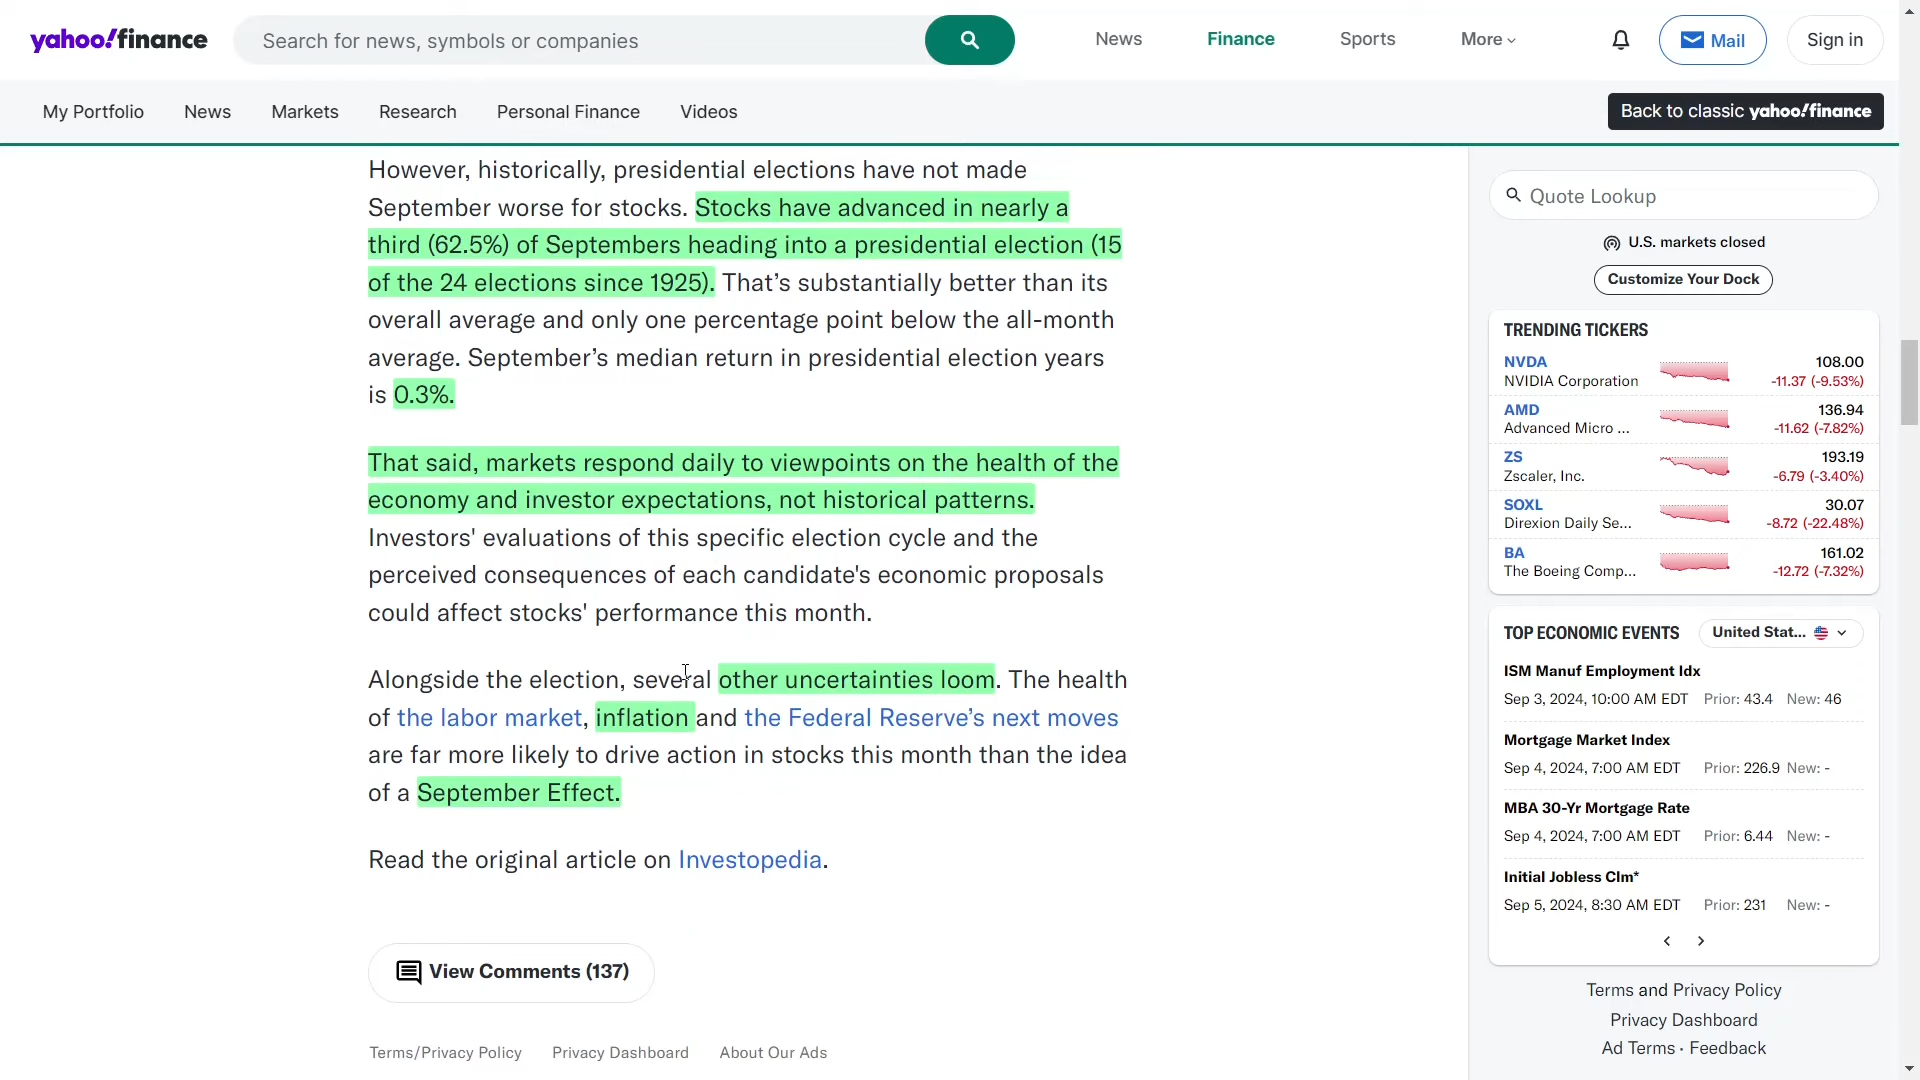 yahoo!finance
Search for news, symbols or companies
News
Finance
Sports
More
Mail
Sign in
My Portfolio
News
Markets
Research
Personal Finance
Videos
Back to classic yahoo!finance
However, historically, presidential elections have not made
September worse for stocks. Stocks have advanced in nearly a
third (62.5%) of Septembers heading into a presidential election (15
of the 24 elections since 1925). That’s substantially better than its
overall average and only one percentage point below the all-month
average. September’s median return in presidential election years
is 0.3%.
That said, markets respond daily to viewpoints on the health of the
economy and investor expectations, not historical patterns.
Investors' evaluations of this specific election cycle and the
perceived consequences of each candidate's economic proposals
could affect stocks' performance this month.
Alongside the election, several other uncertainties loom. The health
of the labor market, inflation and the Federal Reserve’s next moves
are far more likely to drive action in stocks this month than the idea
of a September Effect.
Read the original article on Investopedia.
View Comments (137)
Terms/Privacy Policy
Privacy Dashboard
About Our Ads
Quote Lookup
U.S. markets closed
Customize Your Dock
TRENDING TICKERS
NVDA 108.00
NVIDIA Corporation -11.37 (-9.53%)
AMD 136.94
Advanced Micro ... -11.62 (-7.82%)
ZS 193.19
Zscaler, Inc. -6.79 (-3.40%)
SOXL 30.07
Direxion Daily Se... -8.72 (-22.48%)
BA 161.02
The Boeing Comp... -12.72 (-7.32%)
TOP ECONOMIC EVENTS
United Stat...
ISM Manuf Employment Idx
Sep 3, 2024, 10:00 AM EDT Prior: 43.4 New: 46
Mortgage Market Index
Sep 4, 2024, 7:00 AM EDT Prior: 226.9 New: -
MBA 30-Yr Mortgage Rate
Sep 4, 2024, 7:00 AM EDT Prior: 6.44 New: -
Initial Jobless Clm*
Sep 5, 2024, 8:30 AM EDT Prior: 231 New: -
Terms and Privacy Policy
Privacy Dashboard
Ad Terms · Feedback